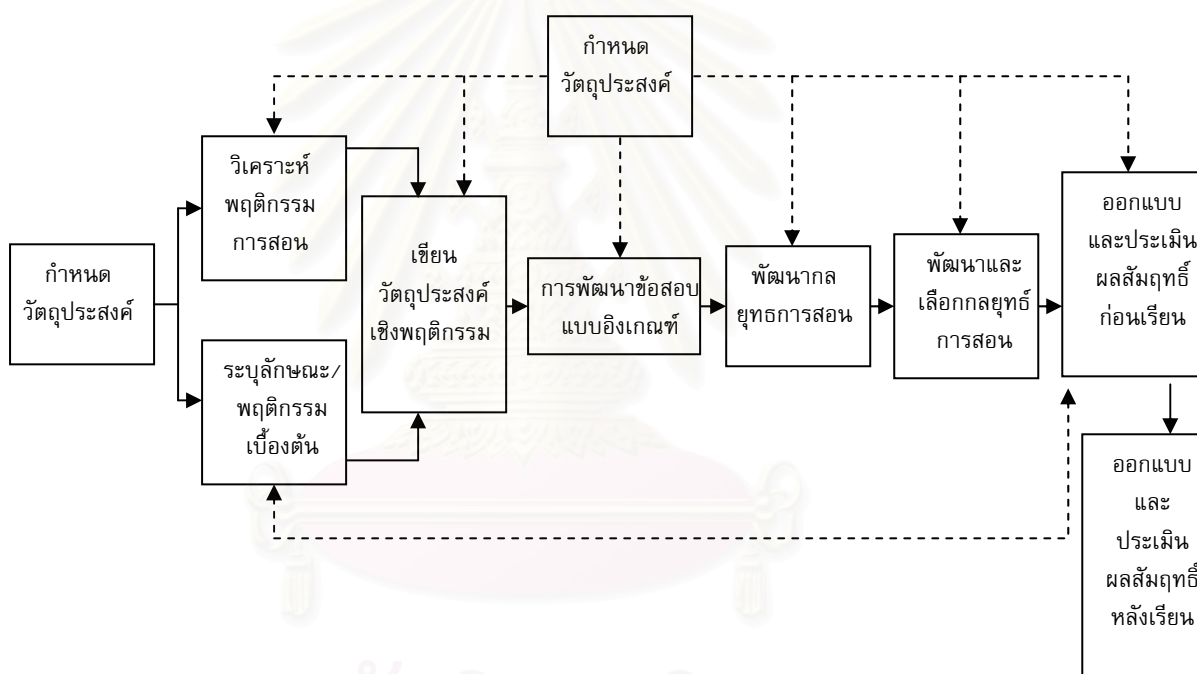 กำหนด
วัตถุประสงค์
วิเคราะห์
พฤติกรรม
การสอน
กำหนด
วัตถุประสงค์
ระบุลักษณะ/
พฤติกรรม
เบื้องต้น
เขียน
วัตถุประสงค์
เชิงพฤติกรรม
การพัฒนาข้อสอบ
แบบอิงเกณฑ์
พัฒนากล
ยุทธการสอน
พัฒนาและ
เลือกกลยุทธ์
การสอน
ออกแบบ
และประเมิน
ผลสัมฤทธิ์
ก่อนเรียน
ออกแบบ
และ
ประเมิน
ผลสัมฤทธิ์
หลังเรียน